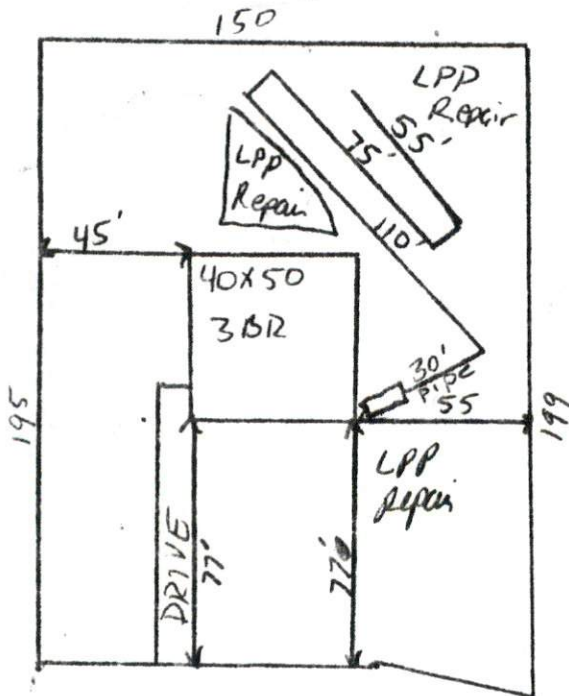 150
LPP
Repair
55'
75'
LPP
Repair
110
45'
40X50
3BR
30'
pipe
55
195
199
LPP
Repair
DRIVE
77'
77'